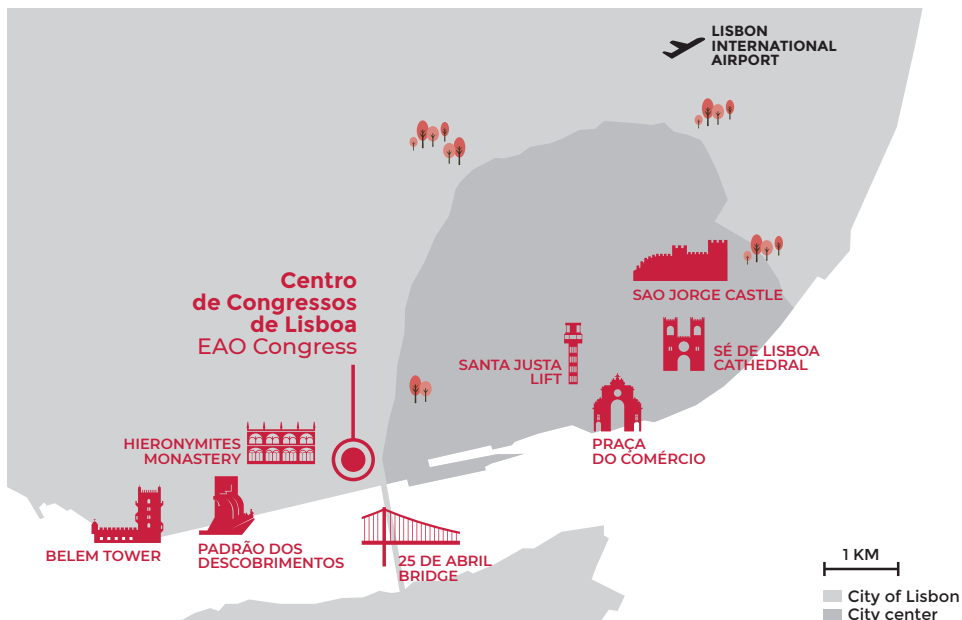 LISBON
INTERNATIONAL
AIRPORT
SAO JORGE CASTLE
Centro
de Congressos
de Lisboa
EAO Congress
SANTA JUSTA
LIFT
SÉ DE LISBOA
CATHEDRAL
HIERONYMITES
MONASTERY
PRAÇA
DO COMÉRCIO
BELEM TOWER
PADRÃO DOS
DESCOBRIMENTOS
25 DE ABRIL
BRIDGE
1 KM
City of Lisbon
City center